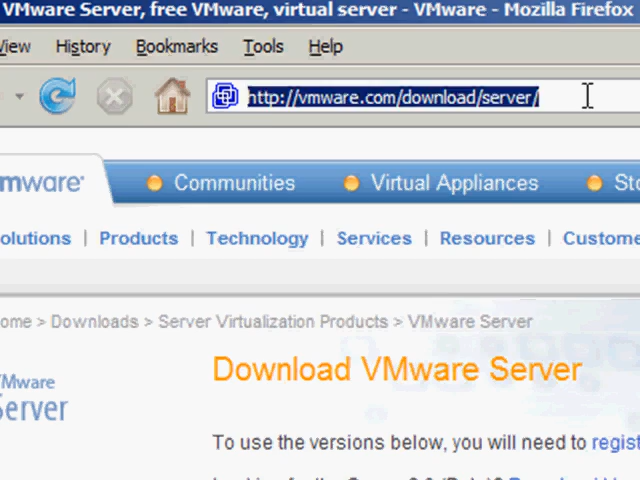 VMware Server, free VMware, virtual server - VMware - Mozilla Firefox
View History Bookmarks Tools Help
http://vmware.com/download/server/
mware Communities Virtual Appliances Sto
olutions | Products | Technology | Services | Resources | Custome
ome > Downloads > Server Virtualization Products > VMware Server
Download VMware Server
VMware
Server
To use the versions below, you will need to regist